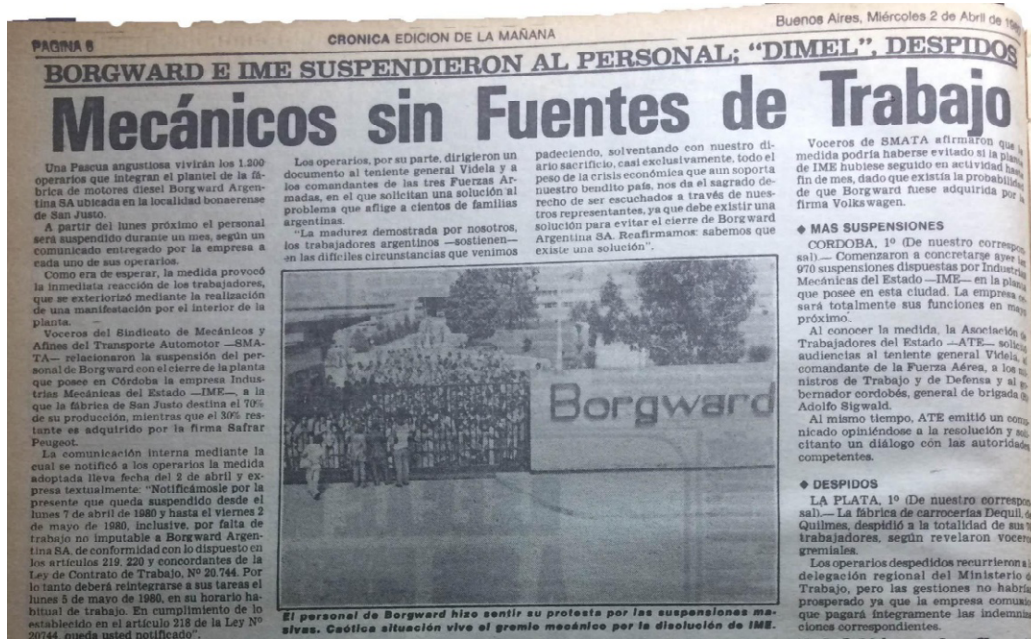 PAGINA 6
CRONICA EDICION DE LA MAÑANA
Buenos Aires, Miércoles 2 de Abril de
BORGWARD E IME SUSPENDIERON AL PERSONAL; "DIMEL", DESPIDOS
Mecánicos sin Fuentes de Trabajo
Una Pascua angustiosa vivirán los 1.200
operarios que integran el plantel de la fá-
brica de motores diesel Borgward Argen-
tina SA ubicada en la localidad bonaerense
de San Justo.
A partir del lunes próximo el personal
será suspendido durante un mes, según un
comunicado entregado por la empresa a
cada uno de sus operarios.
Como era de esperar, la medida provocó
la inmediata reacción de los trabajadores,
que se exteriorizó mediante la realización
de una manifestación por el interior de la
planta.
Voceros del Sindicato de Mecánicos y
Afines del Transporte Automotor —SMA-
TA— relacionaron la suspensión del per-
sonal de Borgward con el cierre de la planta
que posee en Córdoba la empresa Indus-
trias Mecánicas del Estado —IME—, a la
que la fábrica de San Justo destina el 70%
de su producción, mientras que el 30% res-
tante es adquirido por la firma Safrar
Peugeot.
La comunicación interna mediante la
cual se notificó a los operarios la medida
adoptada lleva fecha del 2 de abril y ex-
presa textualmente: "Notificámosle por la
presente que queda suspendido desde el
lunes 7 de abril de 1980 y hasta el viernes 2
de mayo de 1980, inclusive, por falta de
trabajo no imputable a Borgward Argen-
tina SA, de conformidad con lo dispuesto en
los artículos 219, 220 y concordantes de la
Ley de Contrato de Trabajo, Nº 20.744. Por
lo tanto deberá reintegrarse a sus tareas el
lunes 5 de mayo de 1980, en su horario ha-
bitual de trabajo. En cumplimiento de lo
establecido en el artículo 218 de la Ley Nº
20744, queda usted notificado".
Los operarios, por su parte, dirigieron un
documento al teniente general Videla y a
los comandantes de las tres Fuerzas Ar-
madas, en el que solicitan una solución al
problema que aflige a cientos de familias
argentinas.
"La madurez demostrada por nosotros,
los trabajadores argentinos —sostienen—
en las difíciles circunstancias que venimos
padeciendo, solventando con nuestro di-
rio sacrificio, casi exclusivamente, todo el
peso de la crisis económica que aun soporta
nuestro bendito país, nos da el sagrado dere-
cho de ser escuchados a través de nues-
tros representantes, ya que debe existir una
solución para evitar el cierre de Borgward
Argentina SA. Reafirmamos: sabemos que
existe una solución".
Borgward
El personal de Borgward hizo sentir su protesta por las suspensiones ma-
sivas. Caótica situación vive el gremio mecánico por la disolución de IME.
Voceros de SMATA afirmaron que la
medida podría haberse evitado si la planta
de IME hubiese seguido en actividad hasta
fin de mes, dado que existía la probabilidad
de que Borgward fuese adquirida por la
firma Volkswagen.
◆ MAS SUSPENSIONES
CORDOBA, 1º (De nuestro correspon
sal).— Comenzaron a concretarse ayer las
970 suspensiones dispuestas por Industrias
Mecánicas del Estado —IME— en la planta
que posee en esta ciudad. La empresa ce
sará totalmente sus funciones en mayo
próximo.
Al conocer la medida, la Asociación de
Trabajadores del Estado —ATE— solicitó
audiencias al teniente general Videla, al
comandante de la Fuerza Aérea, a los mi
nistros de Trabajo y de Defensa y al go
bernador cordobés, general de brigada
Adolfo Sigwald.
Al mismo tiempo, ATE emitió un comu
nicado opiniéndose a la resolución y soli
citanto un diálogo con las autoridades
competentes.
◆ DESPIDOS
LA PLATA, 1º (De nuestro correspon
sal).— La fábrica de carrocerías Dequil, de
Quilmes, despidió a la totalidad de sus
trabajadores, según revelaron voceros
gremiales.
Los operarios despedidos recurrieron a la
delegación regional del Ministerio de
Trabajo, pero las gestiones no habrían
prosperado ya que la empresa comunicó
que pagará íntegramente las indemni
ciones correspondientes.